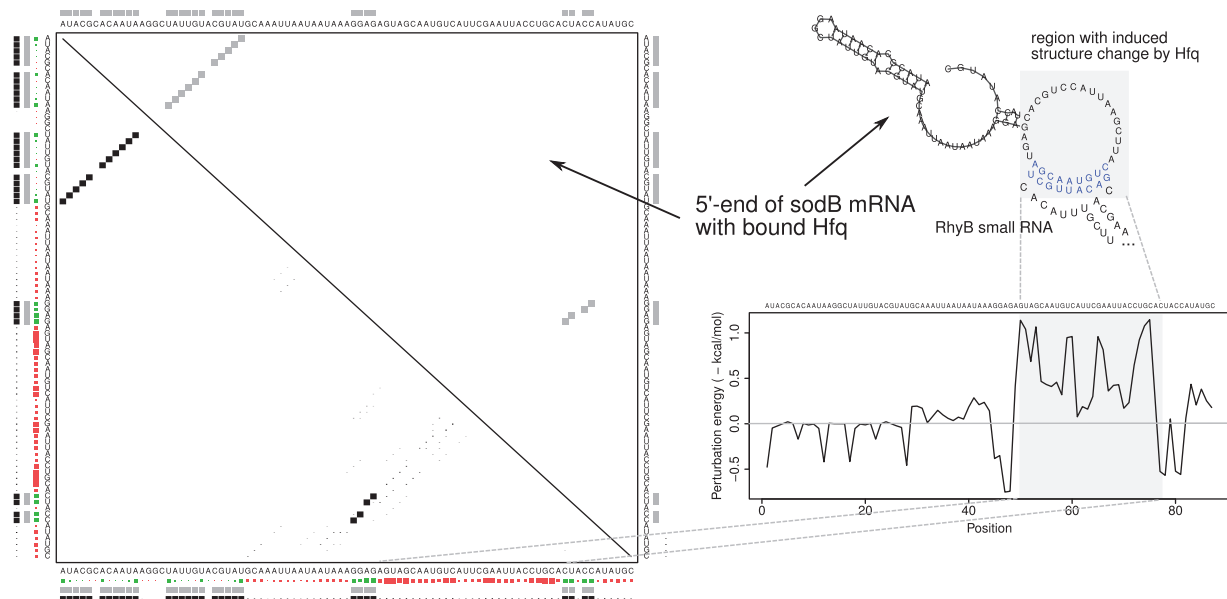 AUACGCACAAUAAGGCUAUUGUACGUAUGCAAAUUAAUAAUAAAGGAGAGUAGCAAUGUCAUUCGAAUUACCUGCACUACCAUAUGC
region with induced
structure change by Hfq
5'-end of sodB mRNA
with bound Hfq
RhyB small RNA
...
AUACGCACAAUAAGGCUAUUGUACGUAUGCAAAUUAAUAAUAAAGGAGAGUAGCAAUGUCAUUCGAAUUACCUGCACUACCAUAUGC
Perturbation energy ( − kcal/mol)
1.0
0.5
0.0
−0.5
0
20
40
60
80
Position
AUACGCACAAUAAGGCUAUUGUACGUAUGCAAAUUAAUAAUAAAGGAGAGUAGCAAUGUCAUUCGAAUUACCUGCACUACCAUAUGC